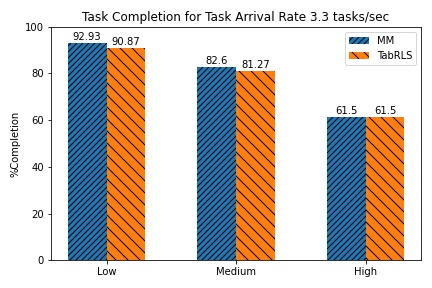 Task Completion for Task Arrival Rate 3.3 tasks/sec
100
80
60
40
20
0
%Completion
92.93
90.87
82.6
81.27
61.5
61.5
MM
TabRLS
Low
Medium
High